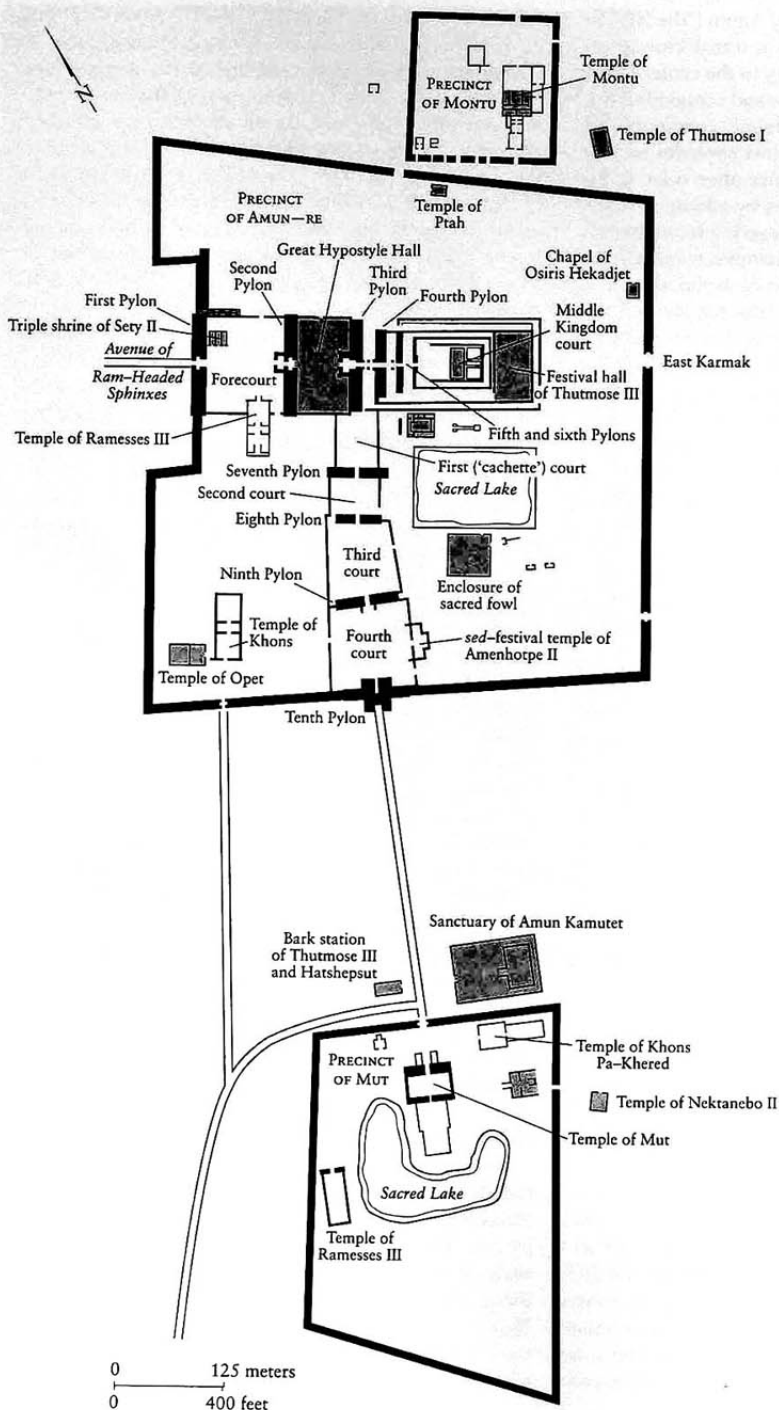 N
PRECINCT
OF MONTU
Temple of
Montu
Temple of Thutmose I
PRECINCT
OF AMUN—RE
Temple of
Ptah
Great Hypostyle Hall
Second
Pylon
Third
Pylon
Fourth Pylon
Chapel of
Osiris Hekadjet
First Pylon
Triple shrine of Sety II
Middle
Kingdom
court
Avenue of
Ram–Headed
Sphinxes
Forecourt
East Karmak
Festival hall
of Thutmose III
Temple of Ramesses III
Fifth and sixth Pylons
First ('cachette') court
Seventh Pylon
Second court
Sacred Lake
Eighth Pylon
Third
court
Ninth Pylon
Enclosure of
sacred fowl
Temple of
Khons
Fourth
court
sed–festival temple of
Amenhotpe II
Temple of Opet
Tenth Pylon
Sanctuary of Amun Kamutet
Bark station
of Thutmose III
and Hatshepsut
PRECINCT
OF MUT
Temple of Khons
Pa–Khered
Temple of Nektanebo II
Temple of Mut
Sacred Lake
Temple of
Ramesses III
0 125 meters
0 400 feet